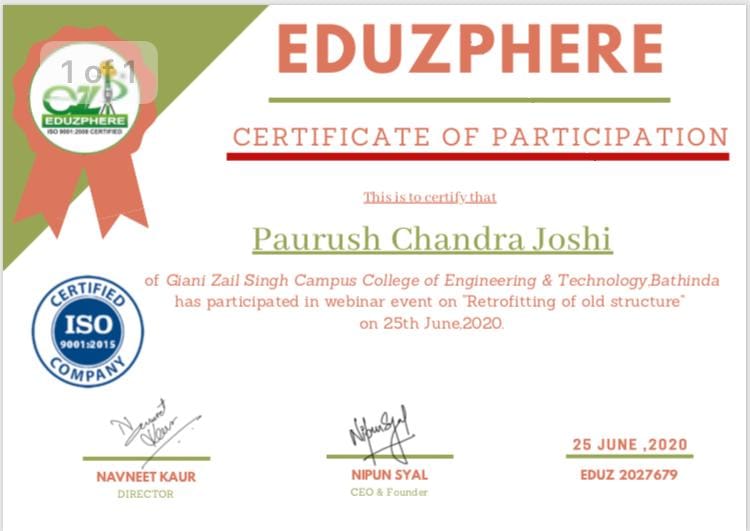 EDUZPHERE
1 of 1
EDUZPHERE
ISO 9001:2008 CERTIFIED
CERTIFICATE OF PARTICIPATION
This is to certify that
Paurush Chandra Joshi
of Giani Zail Singh Campus College of Engineering & Technology,Bathinda
has participated in webinar event on "Retrofitting of old structure"
on 25th June,2020.
CERTIFIED
ISO
9001:2015
COMPANY
Navneet
Kaur
NipunSyal
25 JUNE ,2020
NAVNEET KAUR
NIPUN SYAL
EDUZ 2027679
DIRECTOR
CEO & Founder